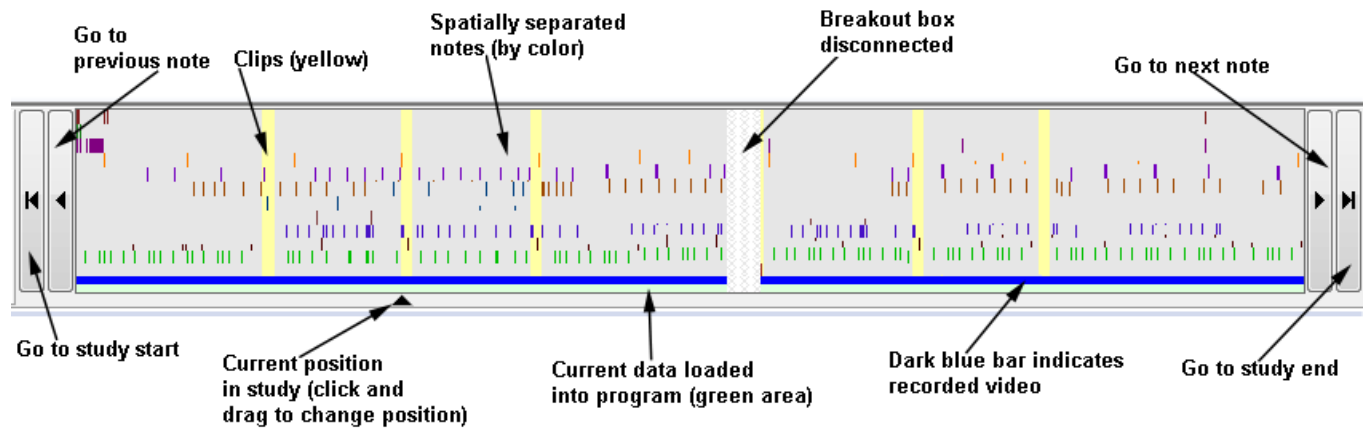 Go to
previous note
Clips (yellow)
Spatially separated
notes (by color)
Breakout box
disconnected
Go to next note
Go to study start
Current position
in study (click and
drag to change position)
Current data loaded
into program (green area)
Dark blue bar indicates
recorded video
Go to study end